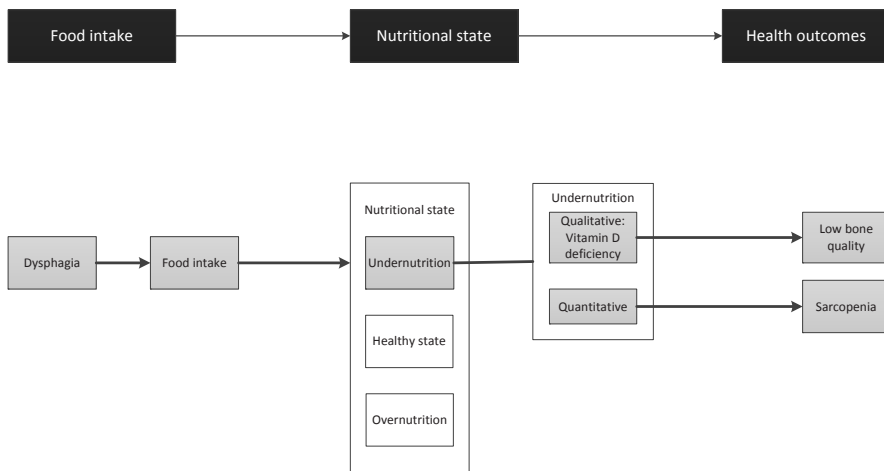 Food intake
Nutritional state
Health outcomes
Nutritional state
Undernutrition
Qualitative:
Vitamin D
deficiency
Low bone
quality
Dysphagia
Food intake
Undernutrition
Quantitative
Sarcopenia
Healthy state
Overnutrition